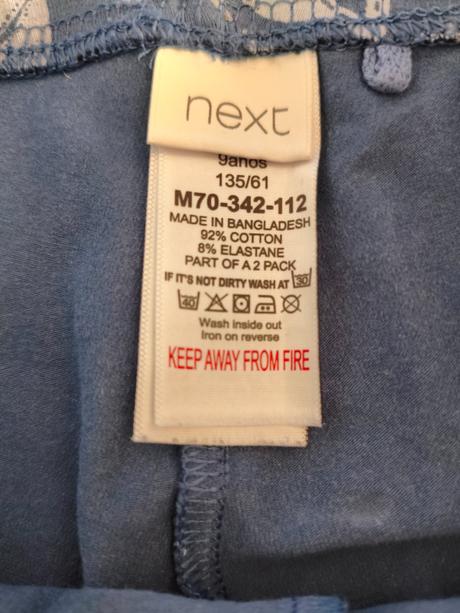 next
9años
135/61
M70-342-112
MADE IN BANGLADESH
92% COTTON
8% ELASTANE
PART OF A 2 PACK
IF IT'S NOT DIRTY WASH AT 30
40
Wash inside out
Iron on reverse
KEEP AWAY FROM FIRE